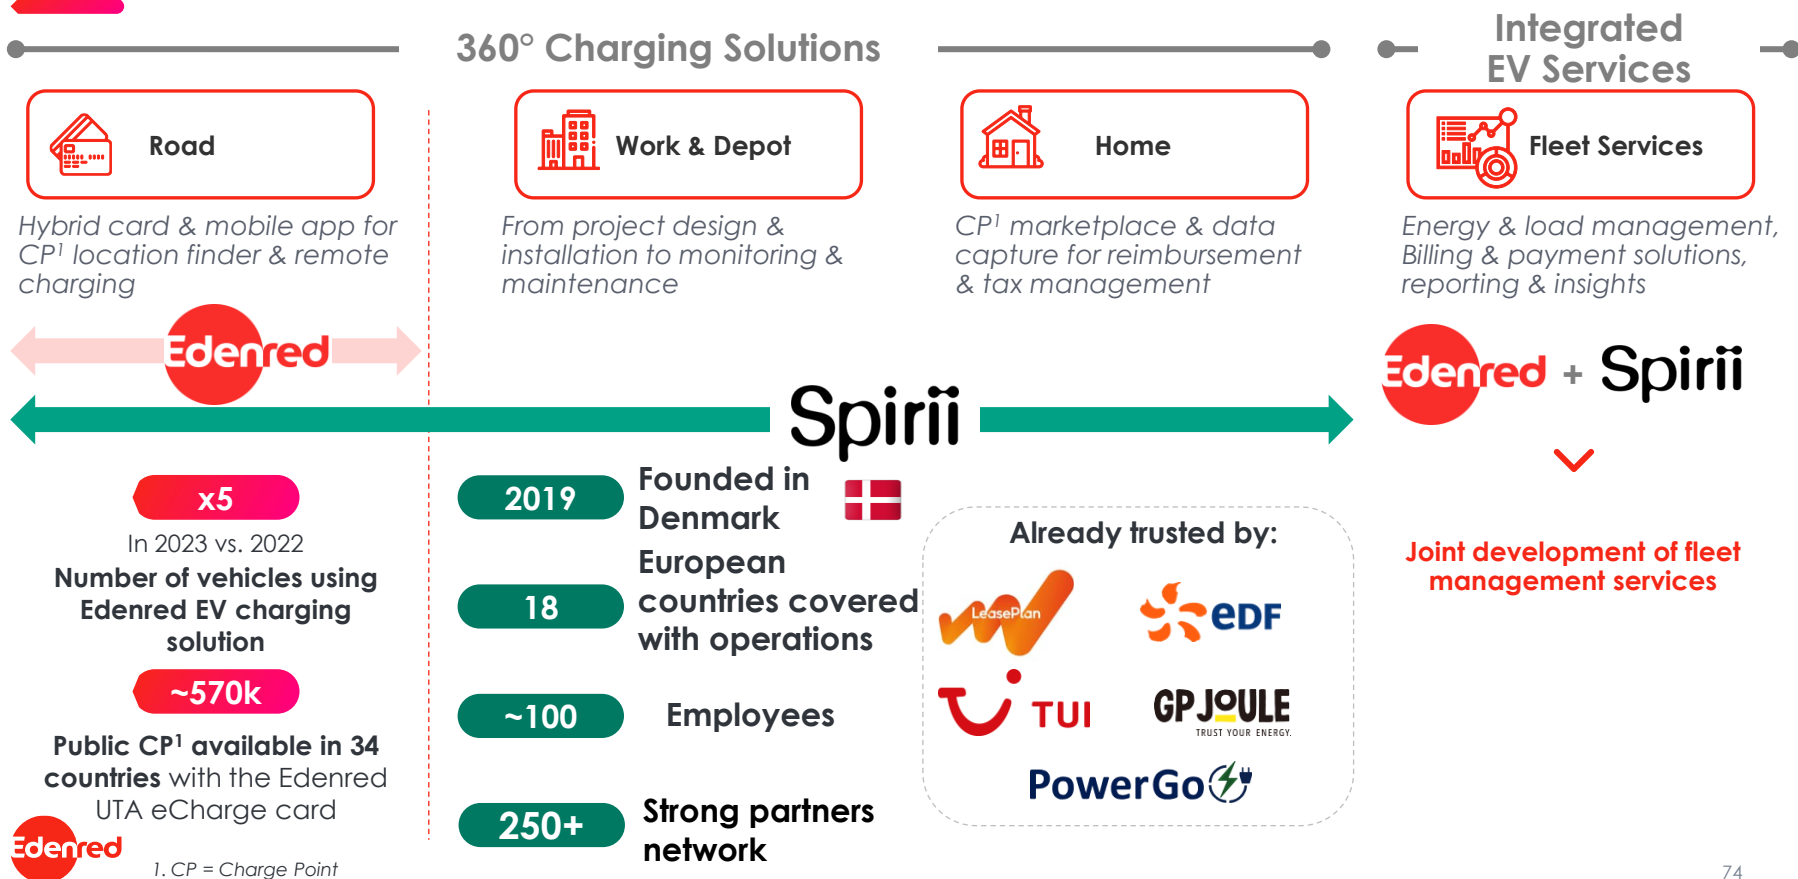 360° Charging Solutions
Integrated
EV Services
Road
Work & Depot
Home
Fleet Services
Hybrid card & mobile app for
CP¹ location finder & remote
charging
From project design &
installation to monitoring &
maintenance
CP¹ marketplace & data
capture for reimbursement
& tax management
Energy & load management,
Billing & payment solutions,
reporting & insights
Edenred
Spirii
Edenred + Spirii
x5
In 2023 vs. 2022
Number of vehicles using
Edenred EV charging
solution
~570k
Public CP¹ available in 34
countries with the Edenred
UTA eCharge card
2019
Founded in
Denmark
18
European
countries covered
with operations
~100
Employees
250+
Strong partners
network
Already trusted by:
LeasePlan
eDF
TUI
GP JOULE
TRUST YOUR ENERGY.
PowerGo
Joint development of fleet
management services
Edenred
1. CP = Charge Point
74